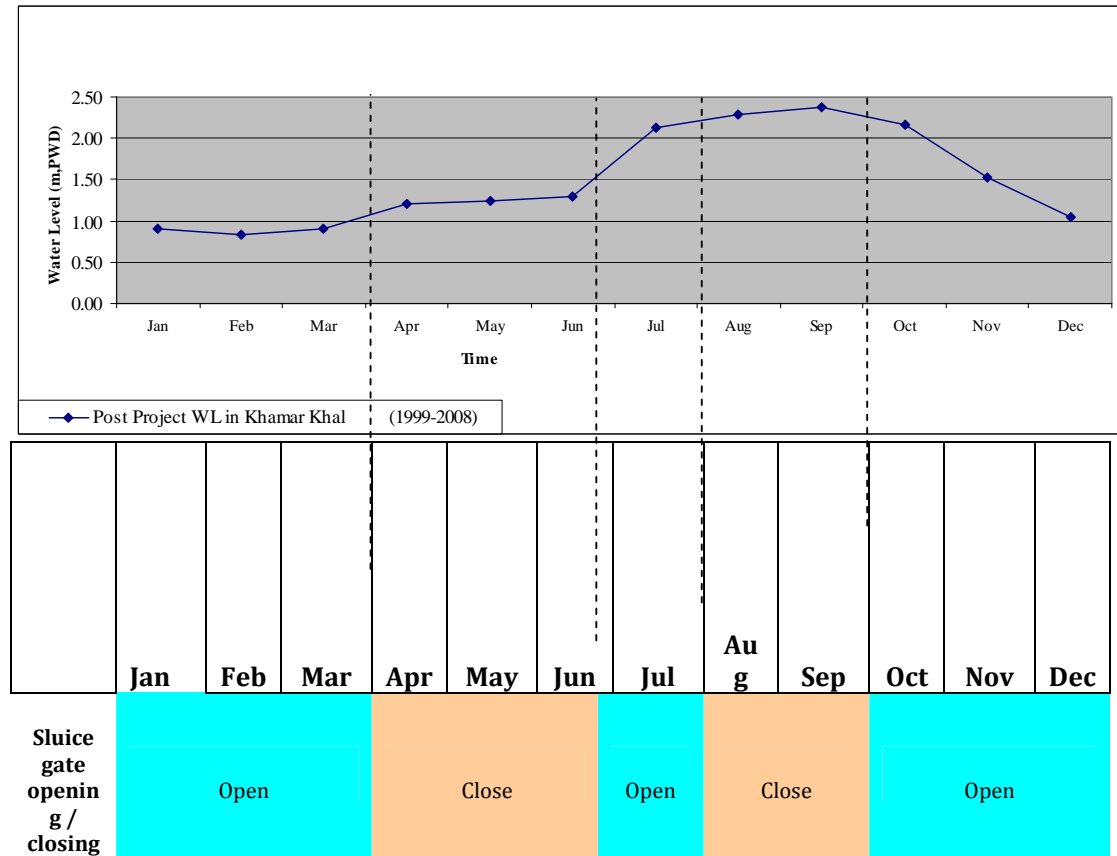 2.50
2.00
1.50
1.00
0.50
0.00
Water Level (m,PWD)
Jan Feb Mar Apr May Jun Jul Aug Sep Oct Nov Dec
Time
Post Project WL in Khamar Khal (1999-2008)
Jan Feb Mar Apr May Jun Jul Au
g Sep Oct Nov Dec
Sluice
gate
openin
g /
closing
Open Close Open Close Open